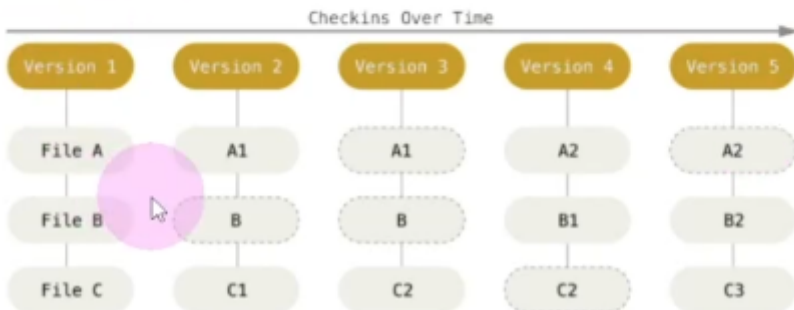 Checkins Over Time
Version 1 Version 2 Version 3 Version 4 Version 5
File A A1 A1 A2 A2
File B B B B1 B2
File C C1 C2 C2 C3